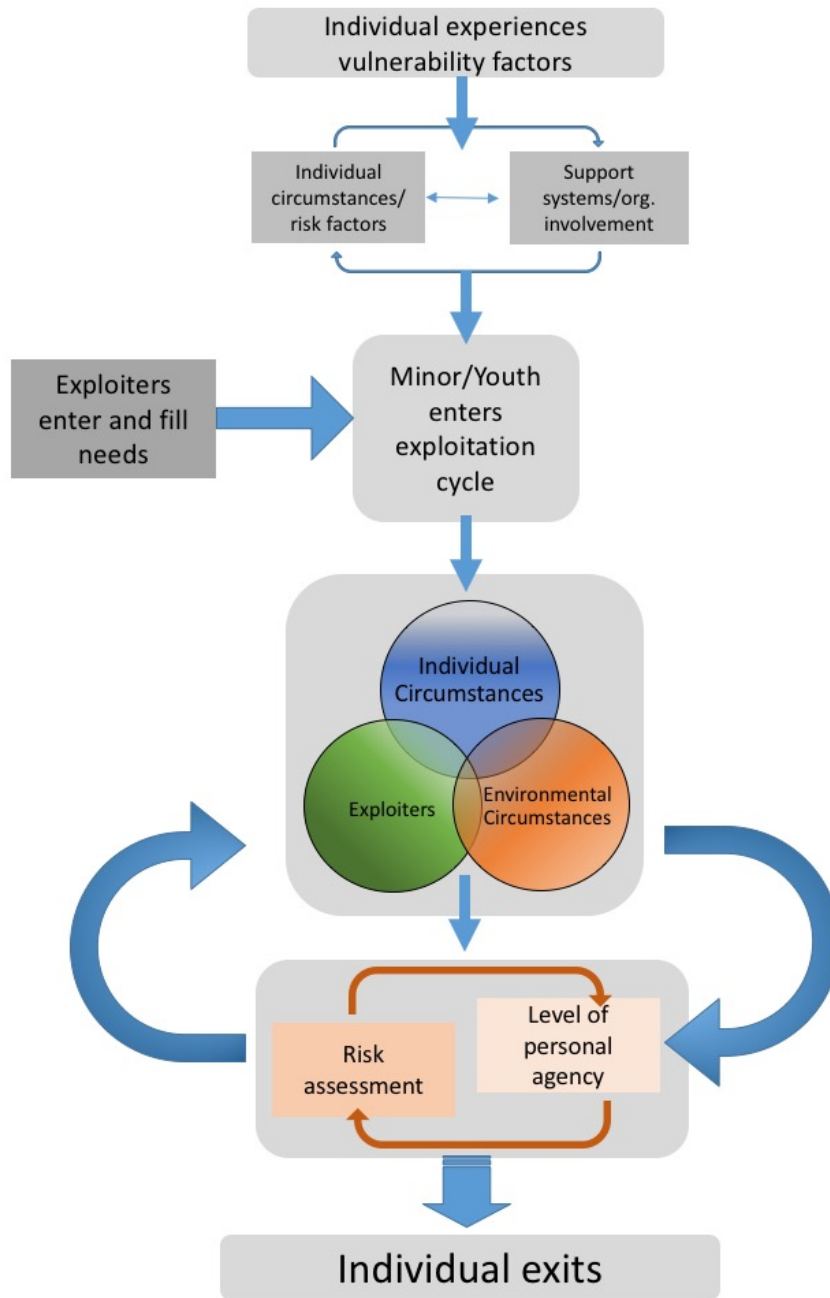 Individual experiences
vulnerability factors
Individual
circumstances/
risk factors
Support
systems/org.
involvement
Exploiters
enter and fill
needs
Minor/Youth
enters
exploitation
cycle
Individual
Circumstances
Exploiters
Environmental
Circumstances
Risk
assessment
Level of
personal
agency
Individual exits